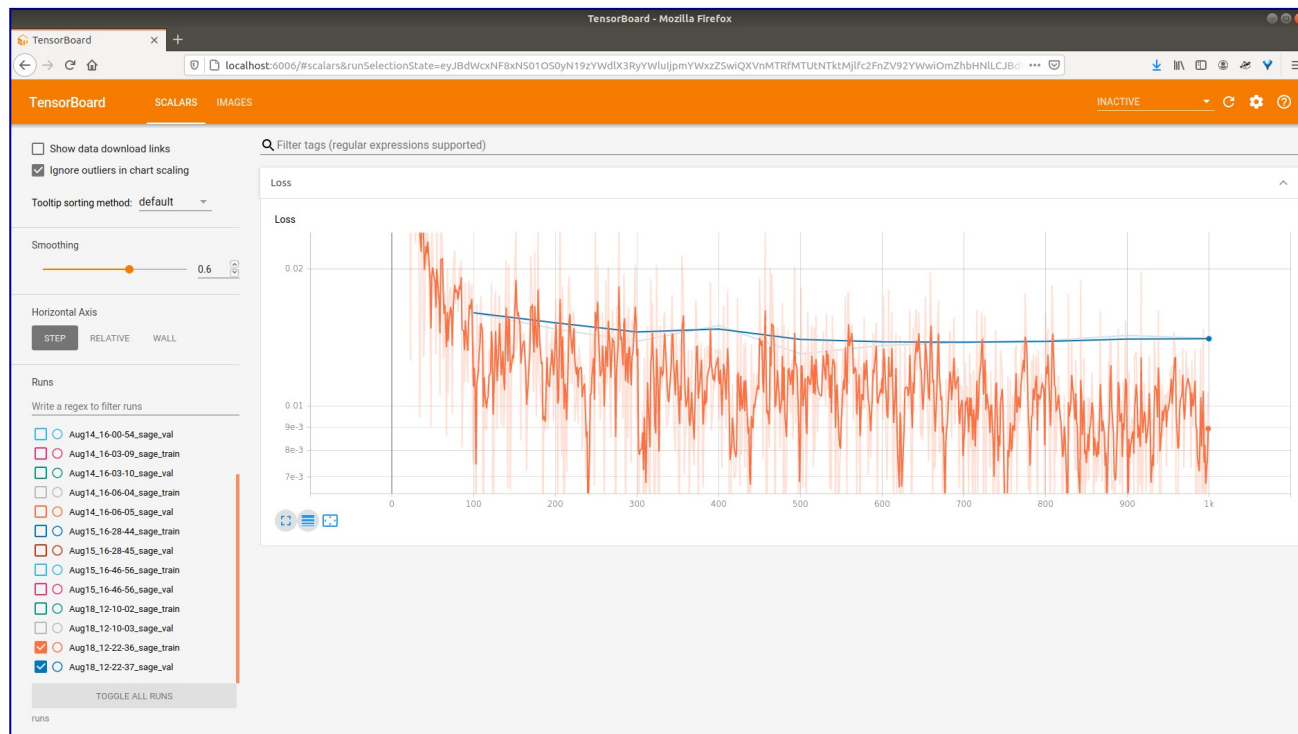 TensorBoard - Mozilla Firefox
TensorBoard × +
localhost:6006/#scalars&runSelectionState=
TensorBoard SCALARS IMAGES INACTIVE
Show data download links
Ignore outliers in chart scaling
Tooltip sorting method: default
Smoothing
0.6
Horizontal Axis
STEP RELATIVE WALL
Runs
Write a regex to filter runs
Aug14_16-00-54_sage_val
Aug14_16-03-09_sage_train
Aug14_16-03-10_sage_val
Aug14_16-06-04_sage_train
Aug14_16-06-05_sage_val
Aug15_16-28-44_sage_train
Aug15_16-28-45_sage_val
Aug15_16-46-56_sage_train
Aug15_16-46-56_sage_val
Aug18_12-10-02_sage_train
Aug18_12-10-03_sage_val
Aug18_12-22-36_sage_train
Aug18_12-22-37_sage_val
TOGGLE ALL RUNS
runs
Filter tags (regular expressions supported)
Loss
Loss
0.02
0.01
9e-3
8e-3
7e-3
0 100 200 300 400 500 600 700 800 900 1k